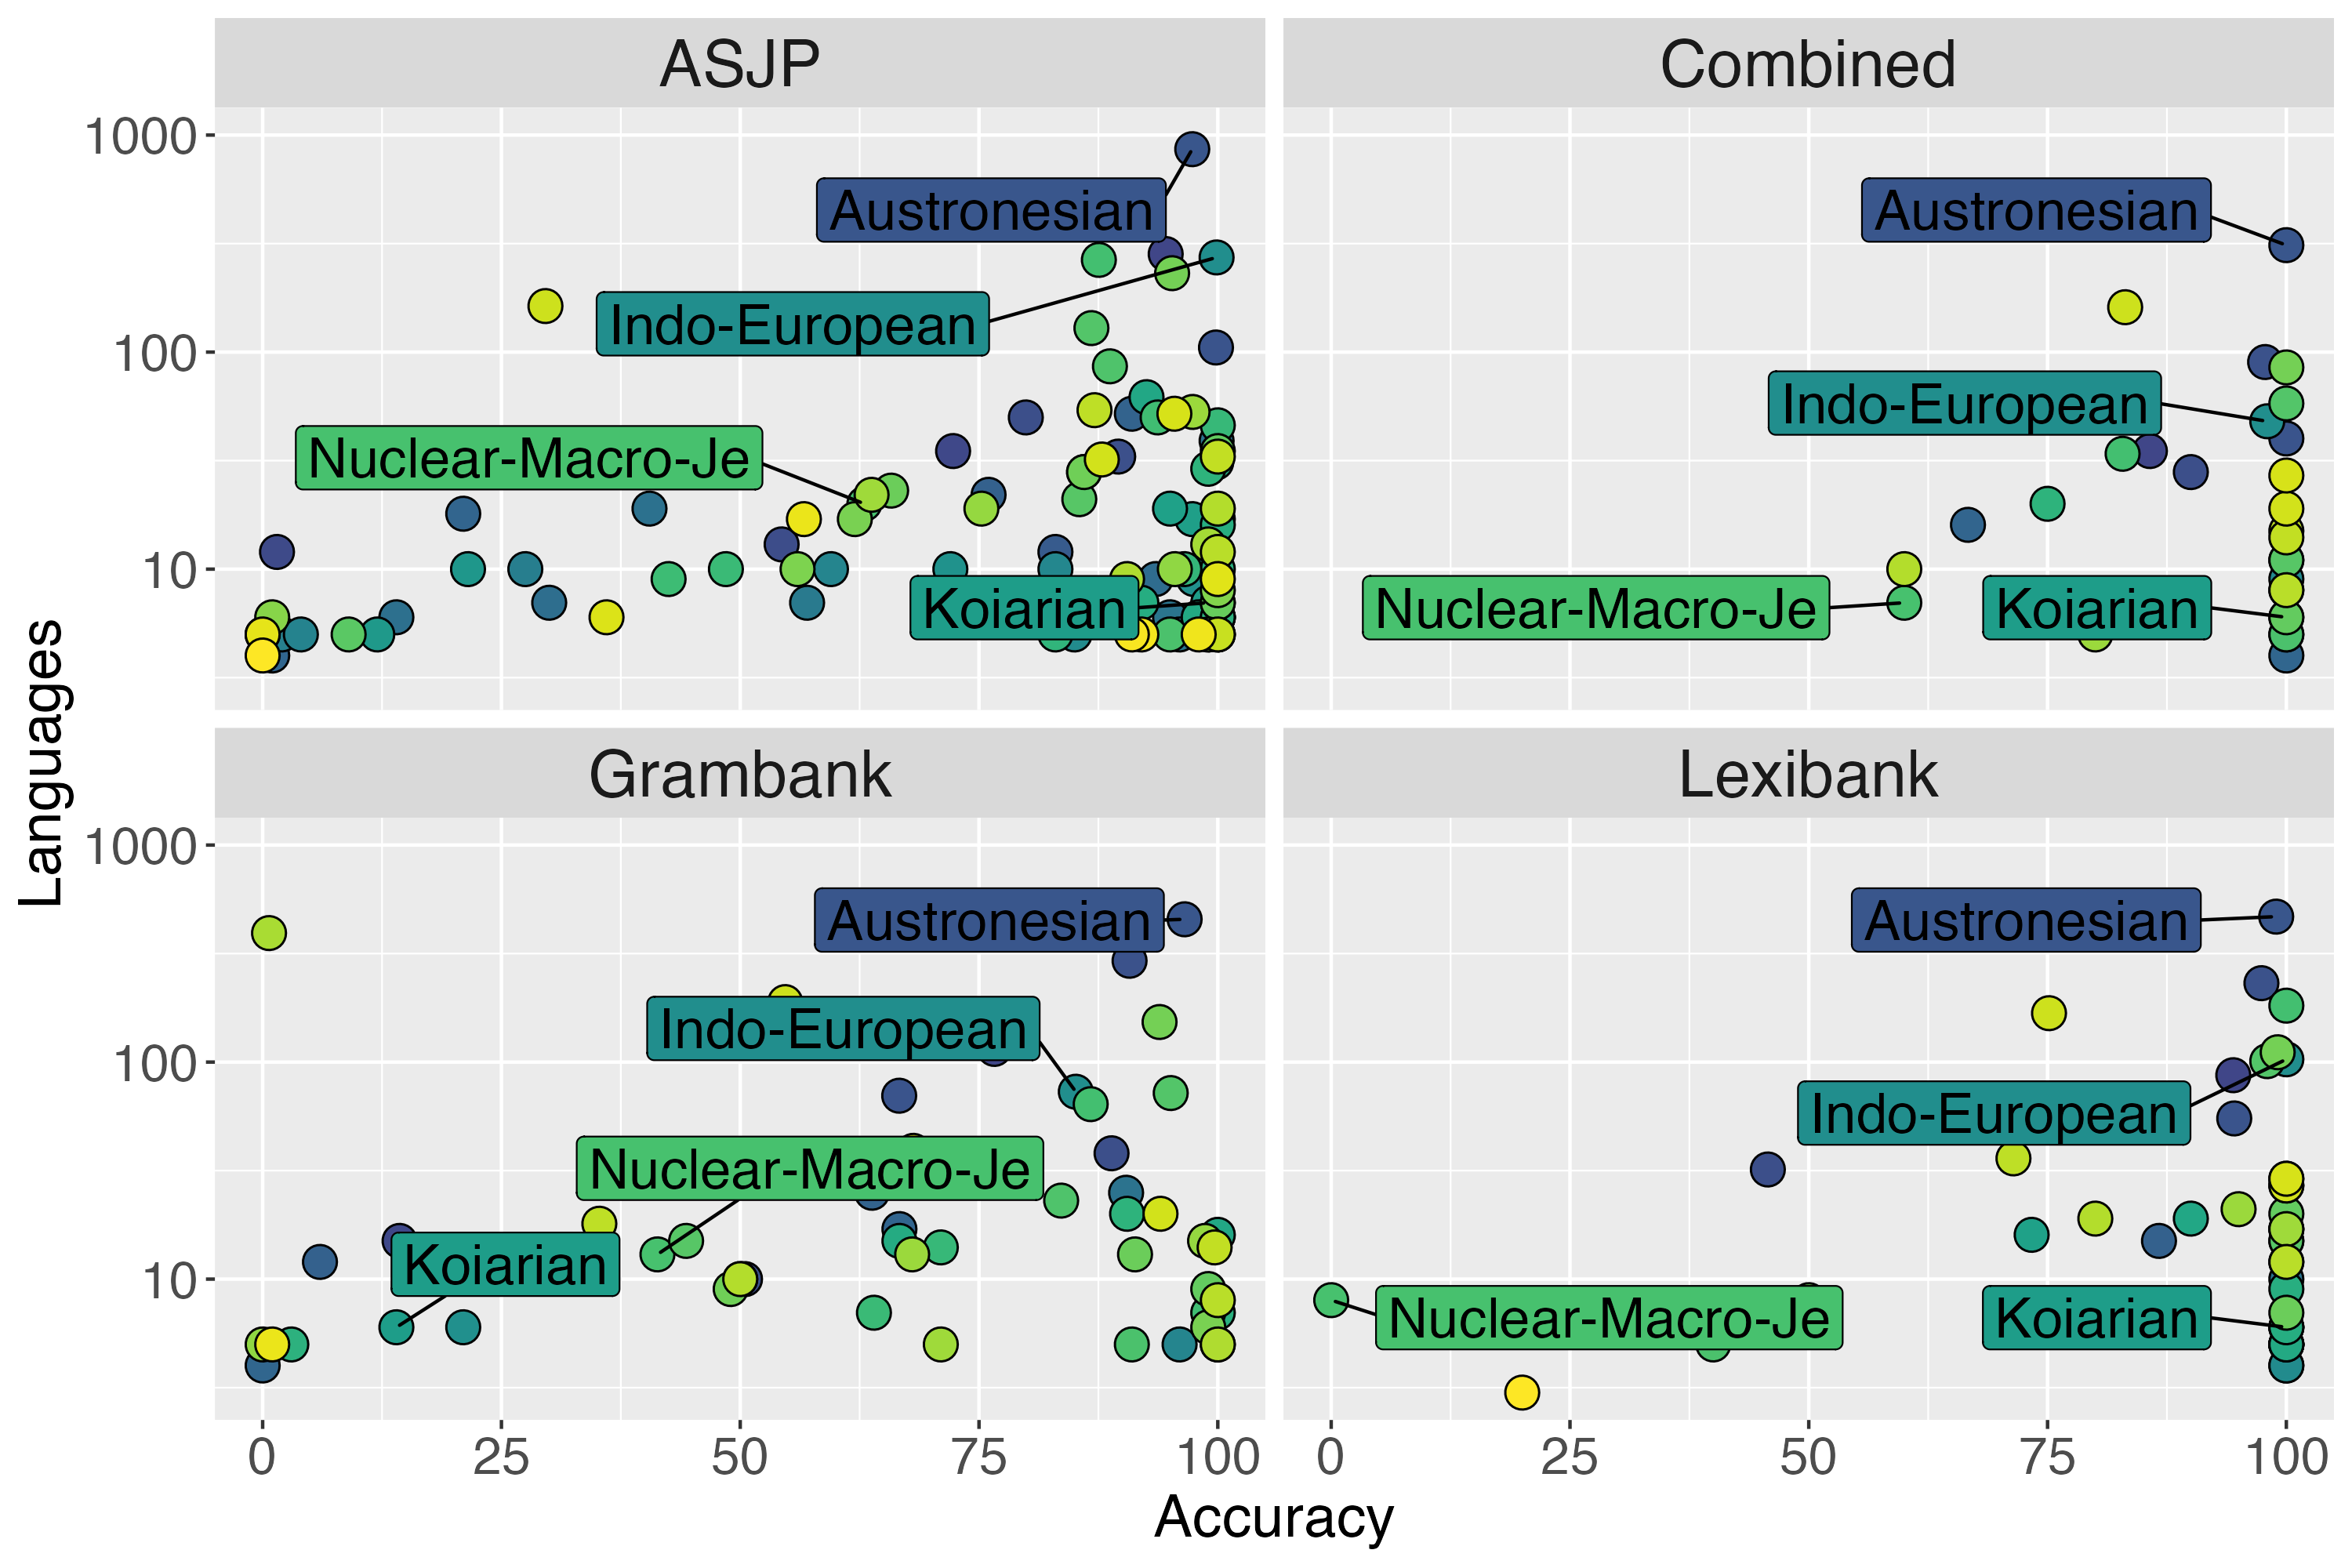 ASJP
Combined
1000
100
10
Austronesian
Indo-European
Nuclear-Macro-Je
Koiarian
Austronesian
Indo-European
Nuclear-Macro-Je
Koiarian
Languages
Grambank
Lexibank
1000
100
10
Austronesian
Indo-European
Nuclear-Macro-Je
Koiarian
Austronesian
Indo-European
Nuclear-Macro-Je
Koiarian
0 25 50 75 100
0 25 50 75 100
Accuracy